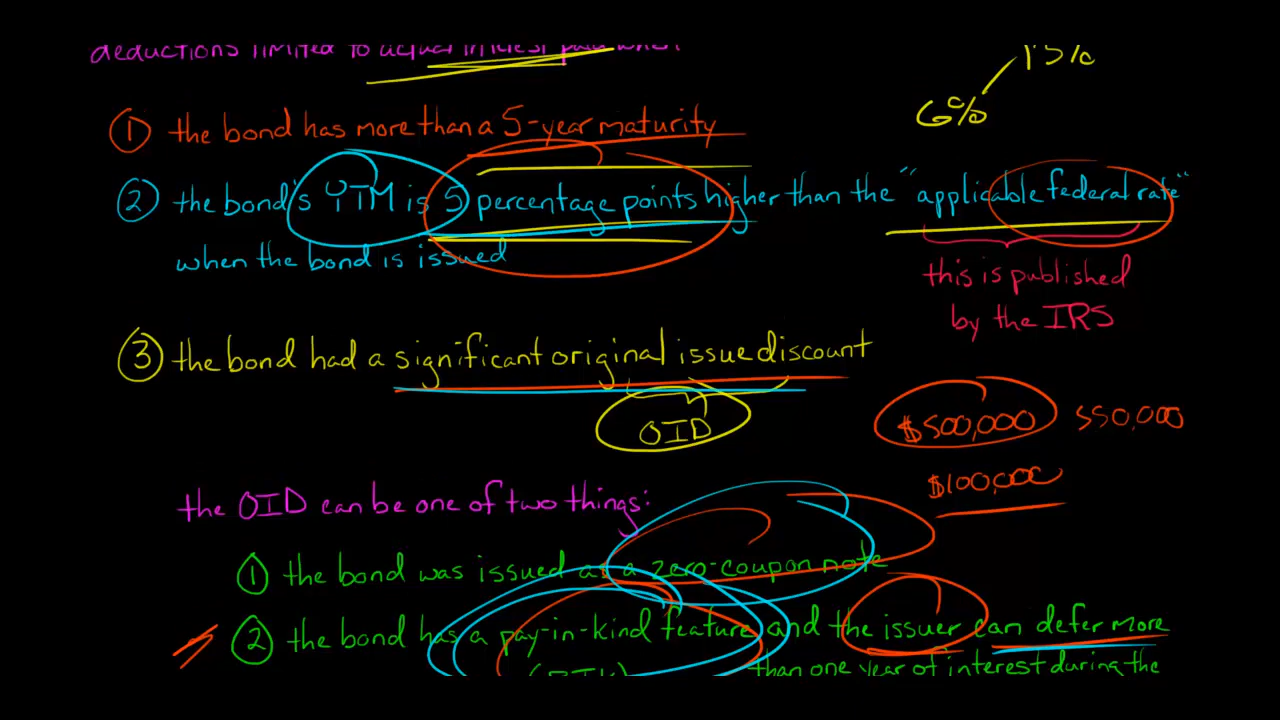 deductions limited to actual interest paid when
15%
6%
① the bond has more than a 5-year maturity
② the bond's YTM is 5 percentage points higher than the "applicable federal rate"
when the bond is issued
this is published
by the IRS
③ the bond had a significant original issue discount
OID
$500,000 $50,000
$100,000
the OID can be one of two things:
① the bond was issued as a zero-coupon note
② the bond has a pay-in-kind feature and the issuer can defer more
(PIK) than one year of interest during the